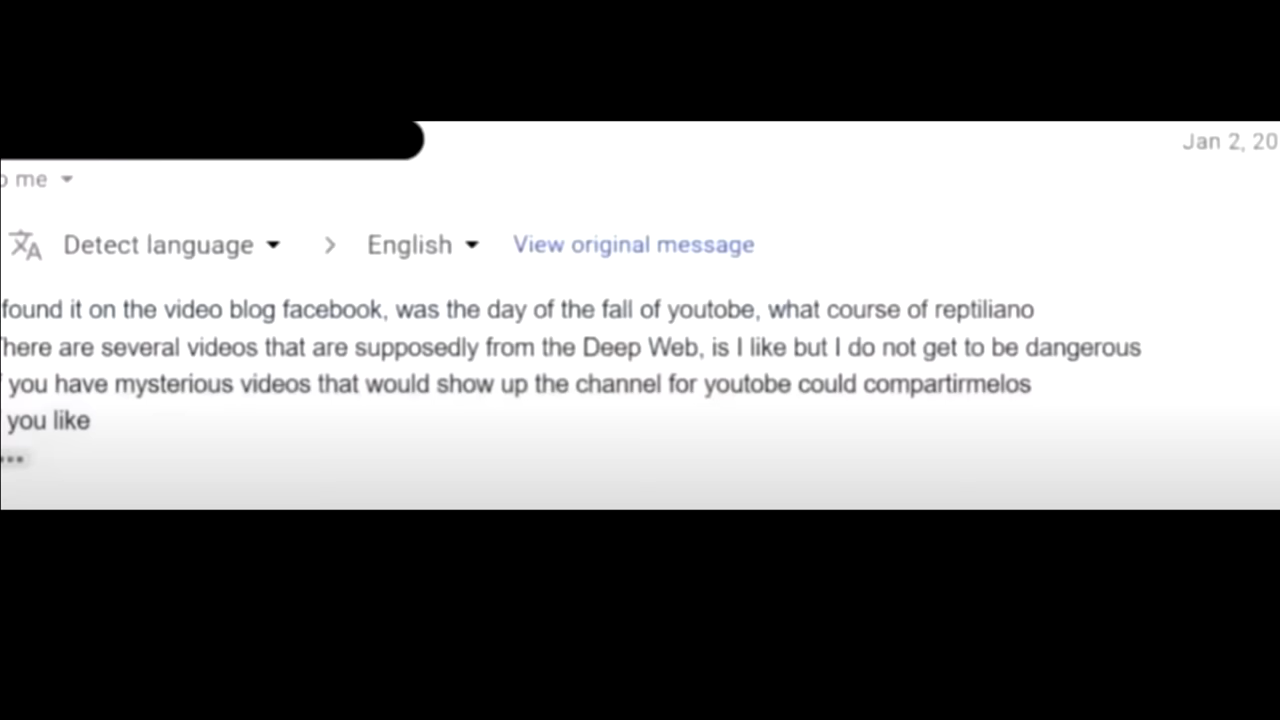 Jan 2, 20
me
Detect language > English View original message
found it on the video blog facebook, was the day of the fall of youtobe, what course of reptiliano
here are several videos that are supposedly from the Deep Web, is I like but I do not get to be dangerous
you have mysterious videos that would show up the channel for youtobe could compartirmelos
you like
•••